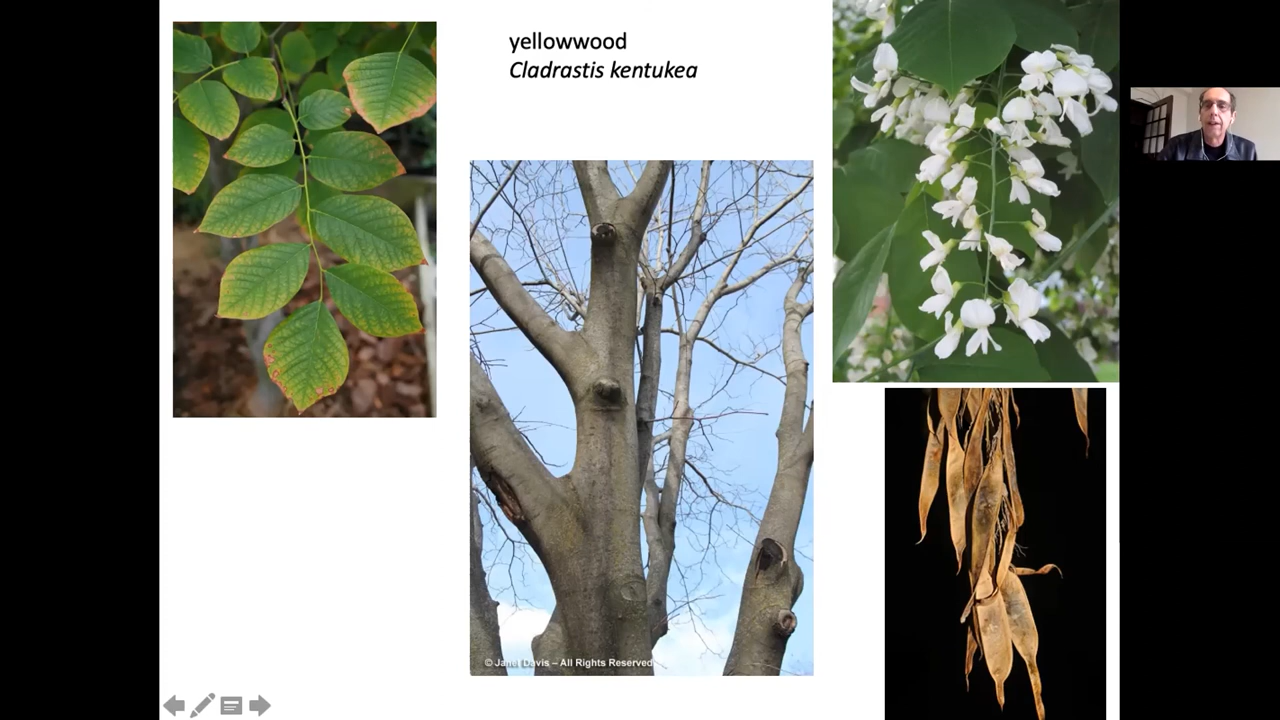 yellowwood
Cladrastis kentukea
© Janet Davis – All Rights Reserved